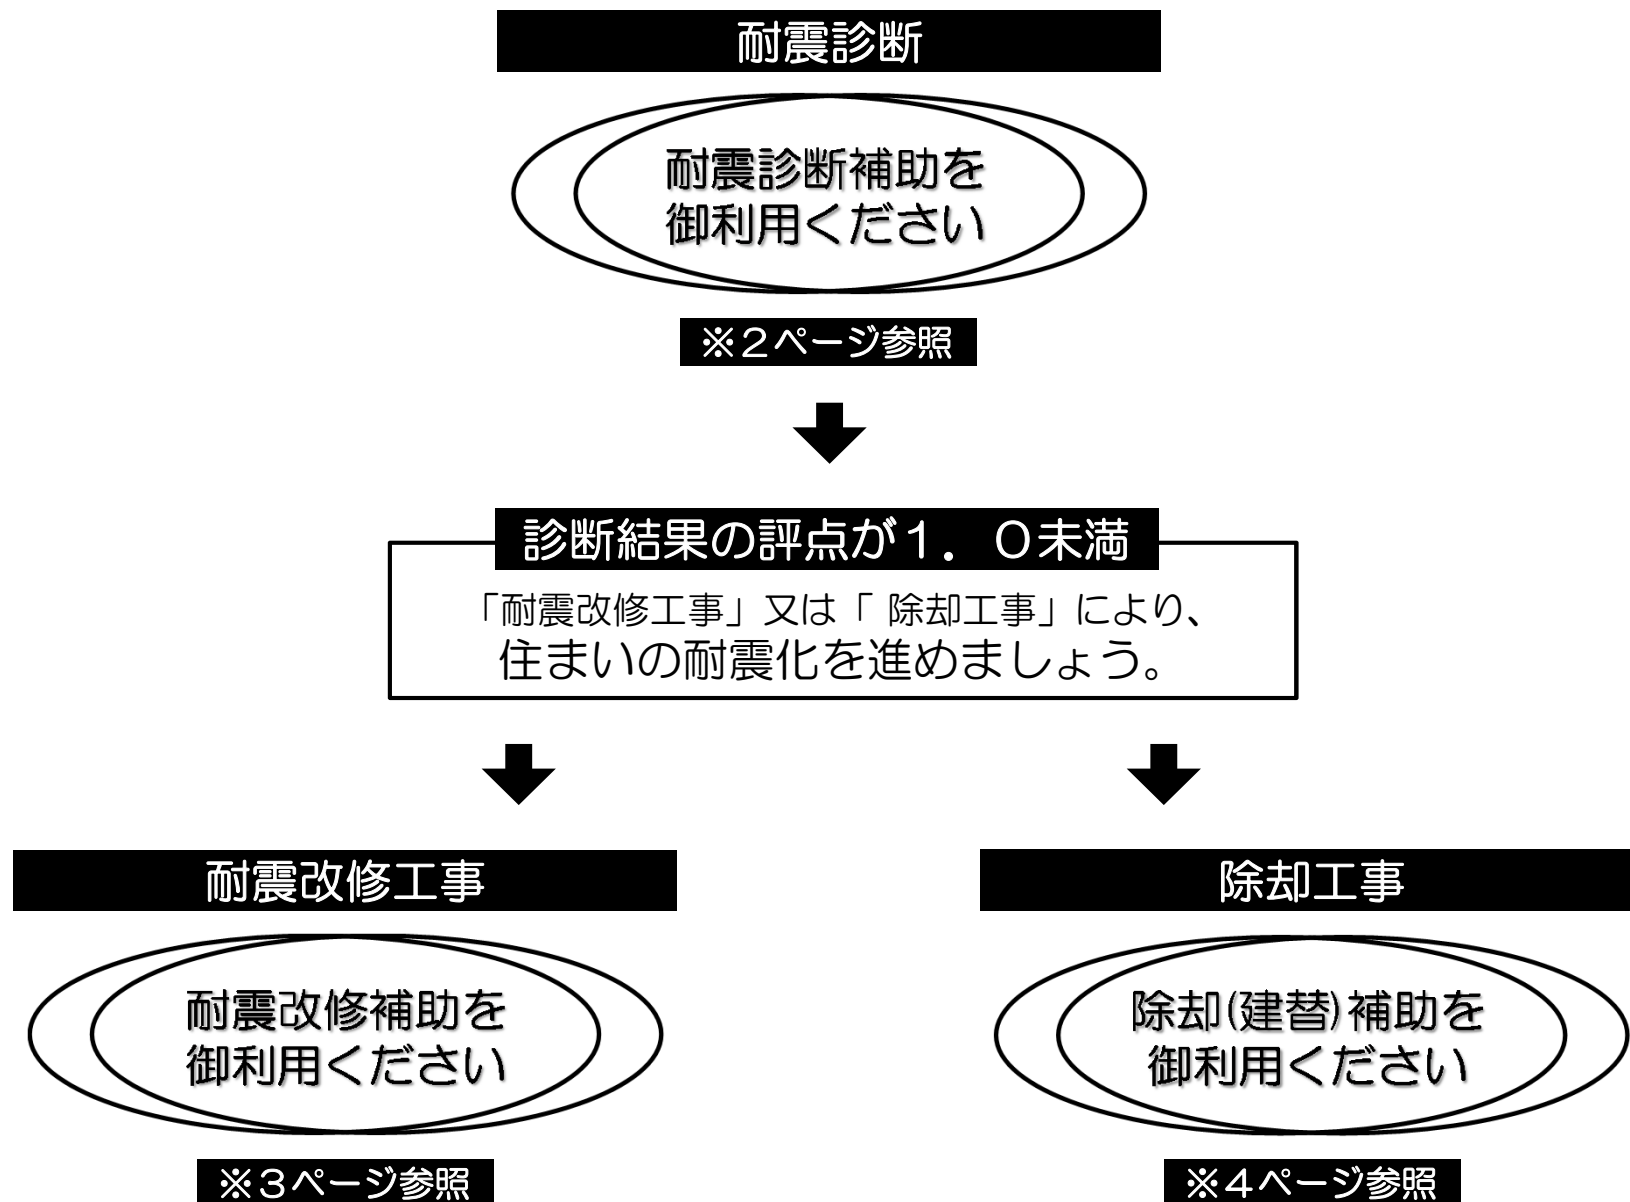 耐震診断
耐震診断補助を
御利用ください
※２ページ参照
診断結果の評点が１．０未満
「耐震改修工事」又は「 除却工事」により、
住まいの耐震化を進めましょう。
耐震改修工事
耐震改修補助を
御利用ください
※３ページ参照
除却工事
除却(建替)補助を
御利用ください
※４ページ参照